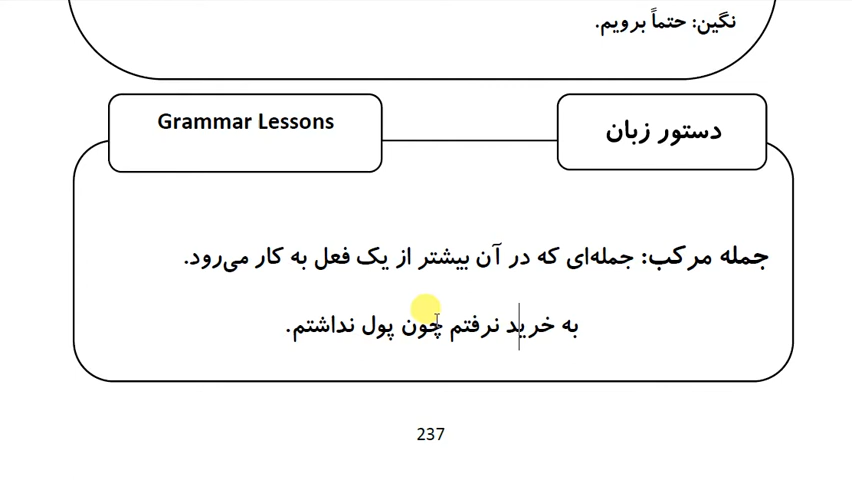 نگین: حتماً برویم.
دستور زبان
Grammar Lessons
جمله مرکب: جمله‌ای که در آن بیشتر از یک فعل به کار می‌رود.
به خرید نرفتم چون پول نداشتم.
237